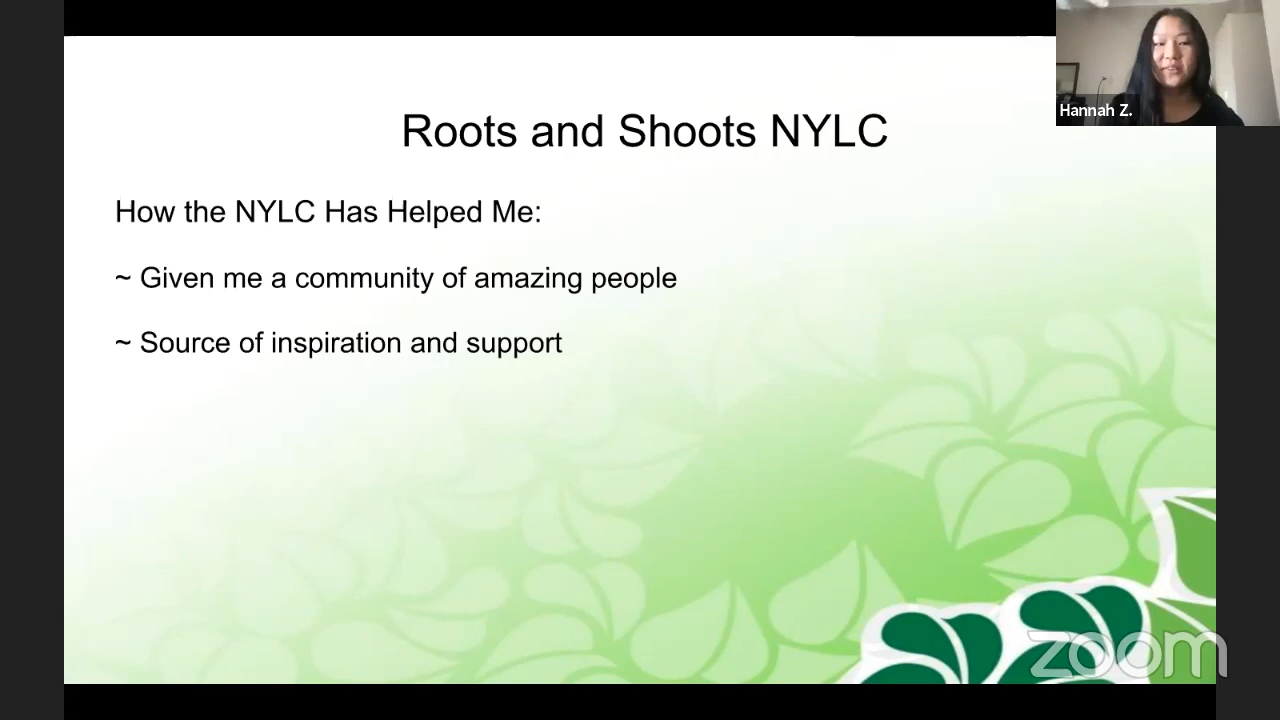 Roots and Shoots NYLC
How the NYLC Has Helped Me:
~ Given me a community of amazing people
~ Source of inspiration and support
Hannah Z.
zoom